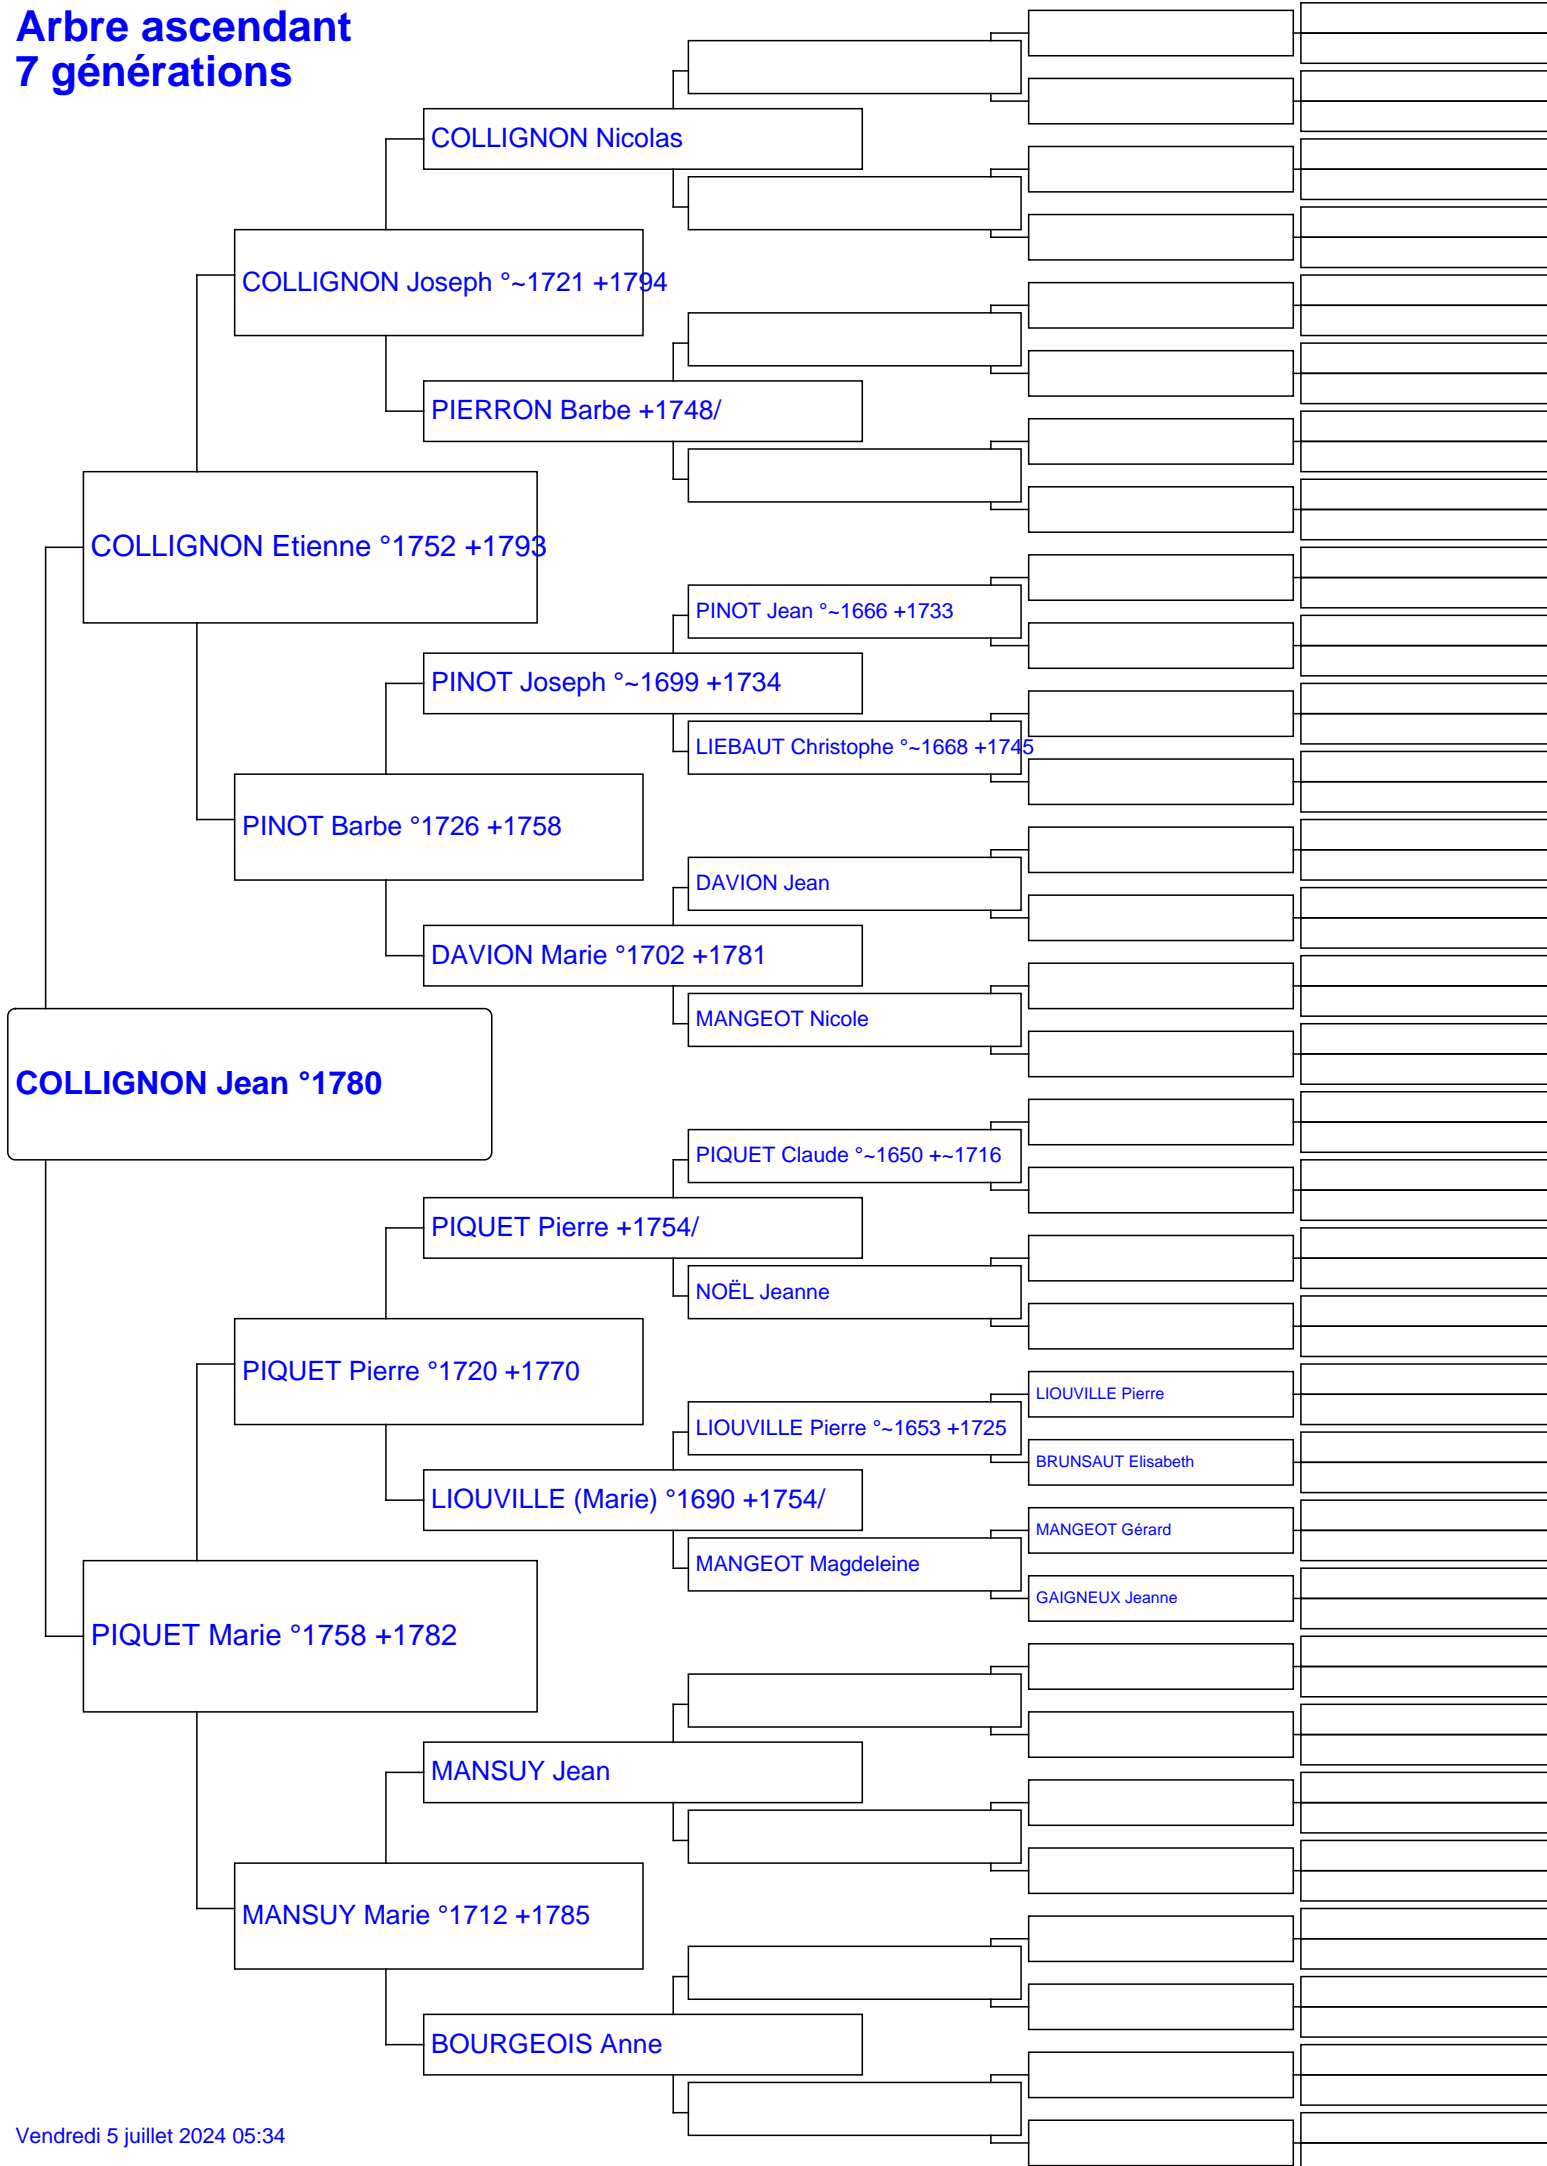 Arbre ascendant
7 générations
COLLIGNON Nicolas
COLLIGNON Joseph °~1721 +1794
PIERRON Barbe +1748/
COLLIGNON Etienne °1752 +1793
PINOT Jean °~1666 +1733
PINOT Joseph °~1699 +1734
LIEBAUT Christophe °~1668 +1745
PINOT Barbe °1726 +1758
DAVION Jean
DAVION Marie °1702 +1781
MANGEOT Nicole
COLLIGNON Jean °1780
PIQUET Claude °~1650 +~1716
PIQUET Pierre +1754/
NOËL Jeanne
PIQUET Pierre °1720 +1770
LIOUVILLE Pierre
LIOUVILLE Pierre °~1653 +1725
BRUNSAUT Elisabeth
LIOUVILLE (Marie) °1690 +1754/
MANGEOT Gérard
MANGEOT Magdeleine
GAIGNEUX Jeanne
PIQUET Marie °1758 +1782
MANSUY Jean
MANSUY Marie °1712 +1785
BOURGEOIS Anne
Vendredi 5 juillet 2024 05:34